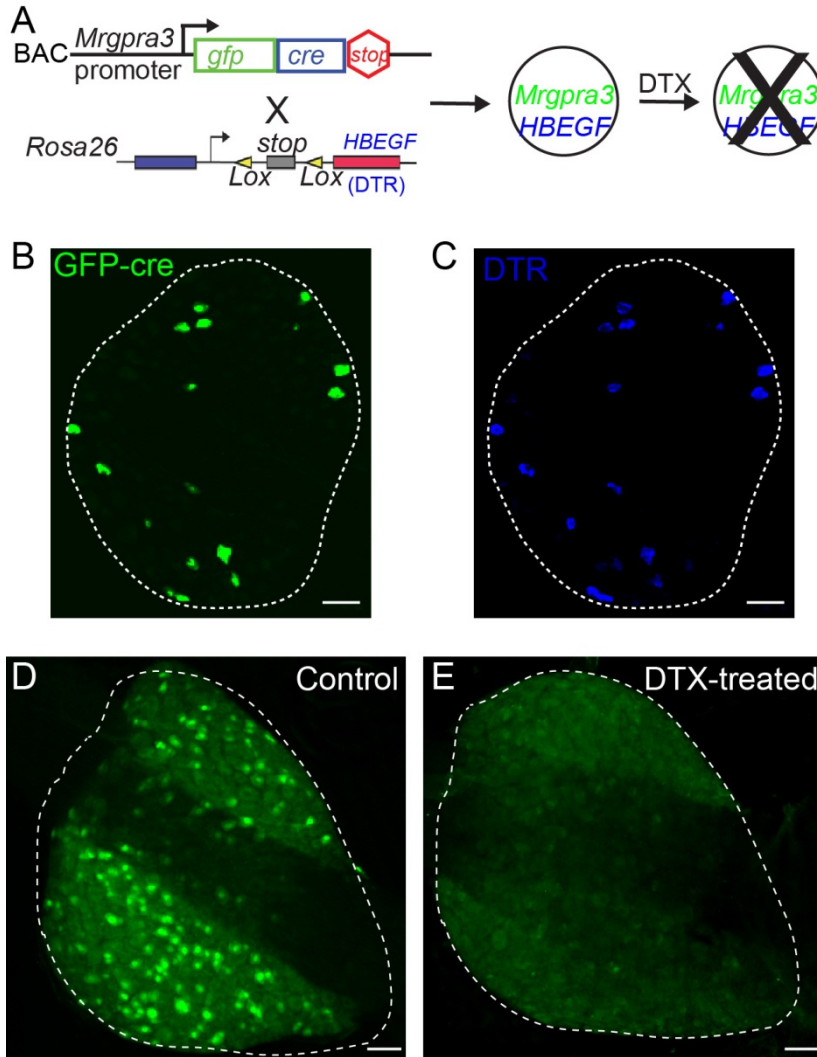 A
Mrgpra3
BAC
promoter
gfp
cre
stop
X
Rosa26
stop
HBEGF
Lox
Lox
(DTR)
Mrgpra3
HBEGF
DTX
Mrgpra3
HBEGF
B
GFP-cre
C
DTR
D
Control
E
DTX-treated